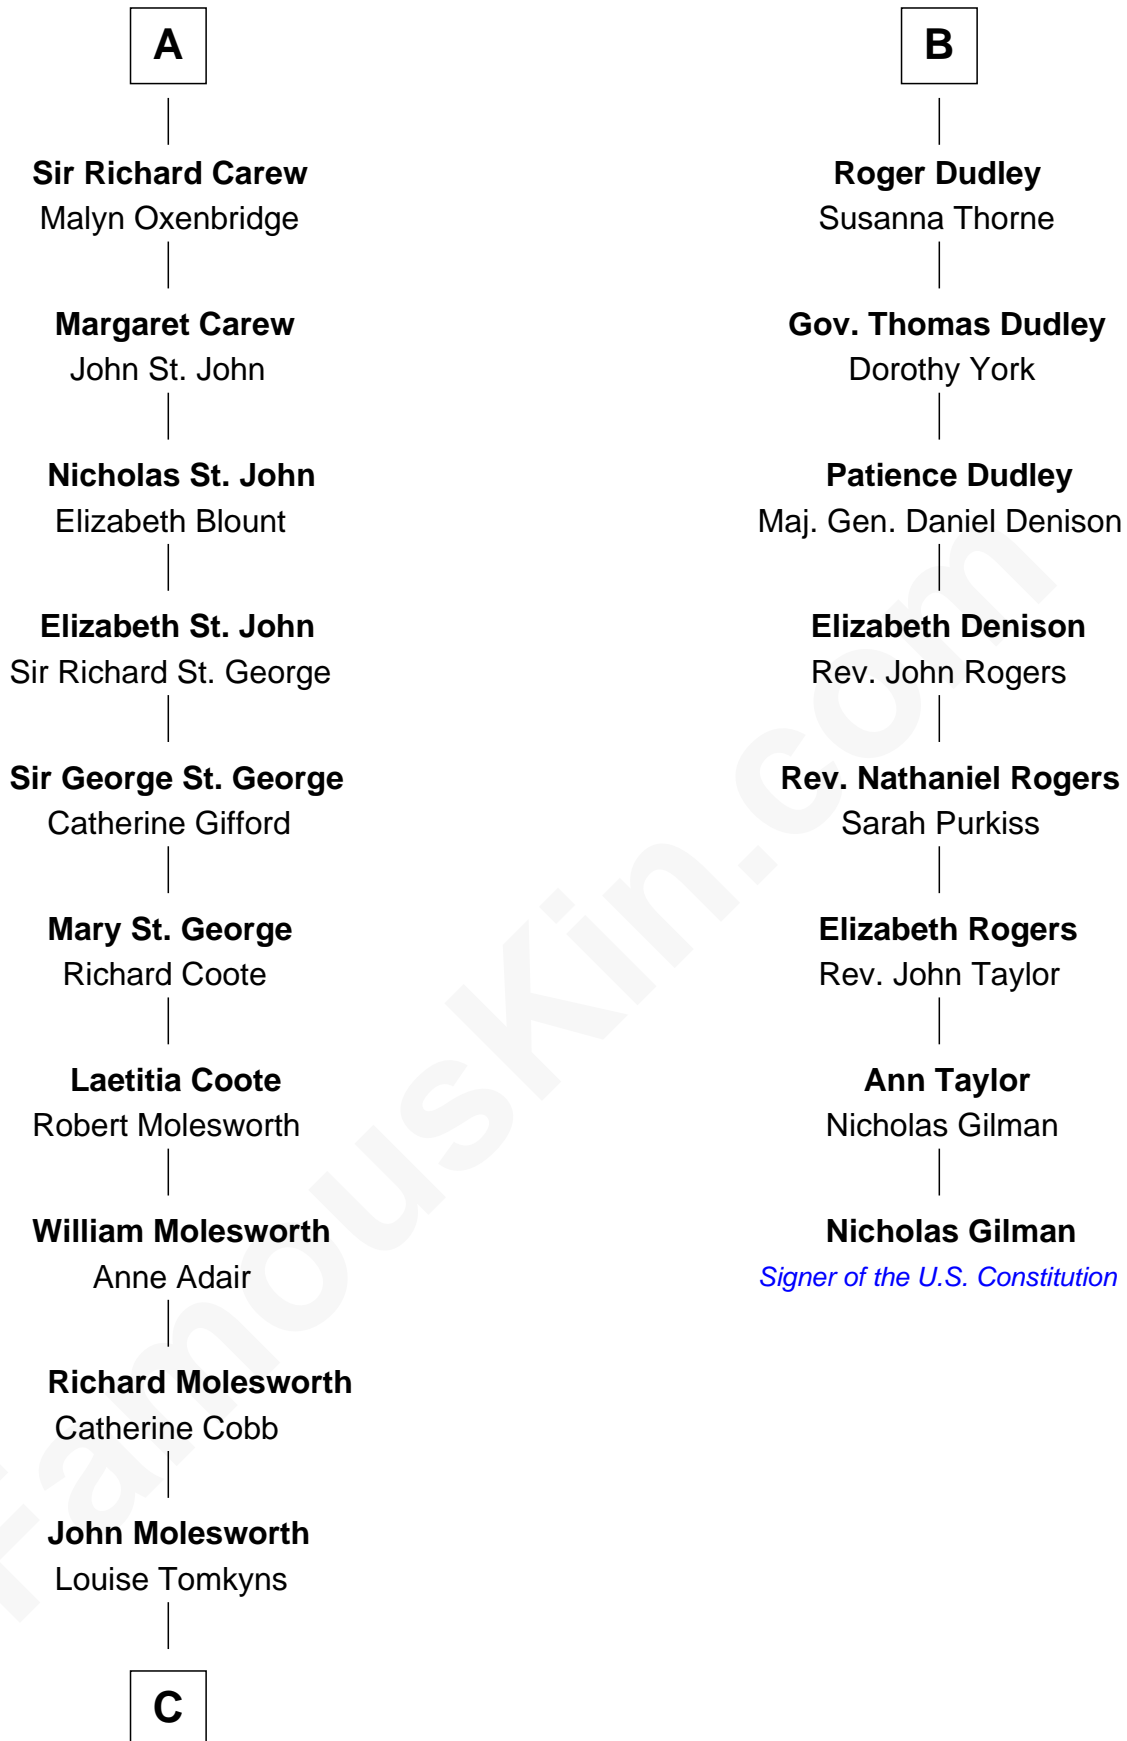 A
Sir Richard Carew
Malyn Oxenbridge
Margaret Carew
John St. John
Nicholas St. John
Elizabeth Blount
Elizabeth St. John
Sir Richard St. George
Sir George St. George
Catherine Gifford
Mary St. George
Richard Coote
Laetitia Coote
Robert Molesworth
William Molesworth
Anne Adair
Richard Molesworth
Catherine Cobb
John Molesworth
Louise Tomkyns
C
B
Roger Dudley
Susanna Thorne
Gov. Thomas Dudley
Dorothy York
Patience Dudley
Maj. Gen. Daniel Denison
Elizabeth Denison
Rev. John Rogers
Rev. Nathaniel Rogers
Sarah Purkiss
Elizabeth Rogers
Rev. John Taylor
Ann Taylor
Nicholas Gilman
Nicholas Gilman
Signer of the U.S. Constitution
FamousKin.com